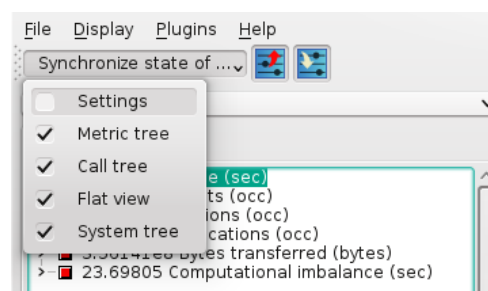 File Display Plugins Help
Synchronize state of ...
Settings
Metric tree
Call tree
Flat view
System tree
e (sec)
ts (occ)
ions (occ)
cations (occ)
bytes transferred (bytes)
23.69805 Computational imbalance (sec)